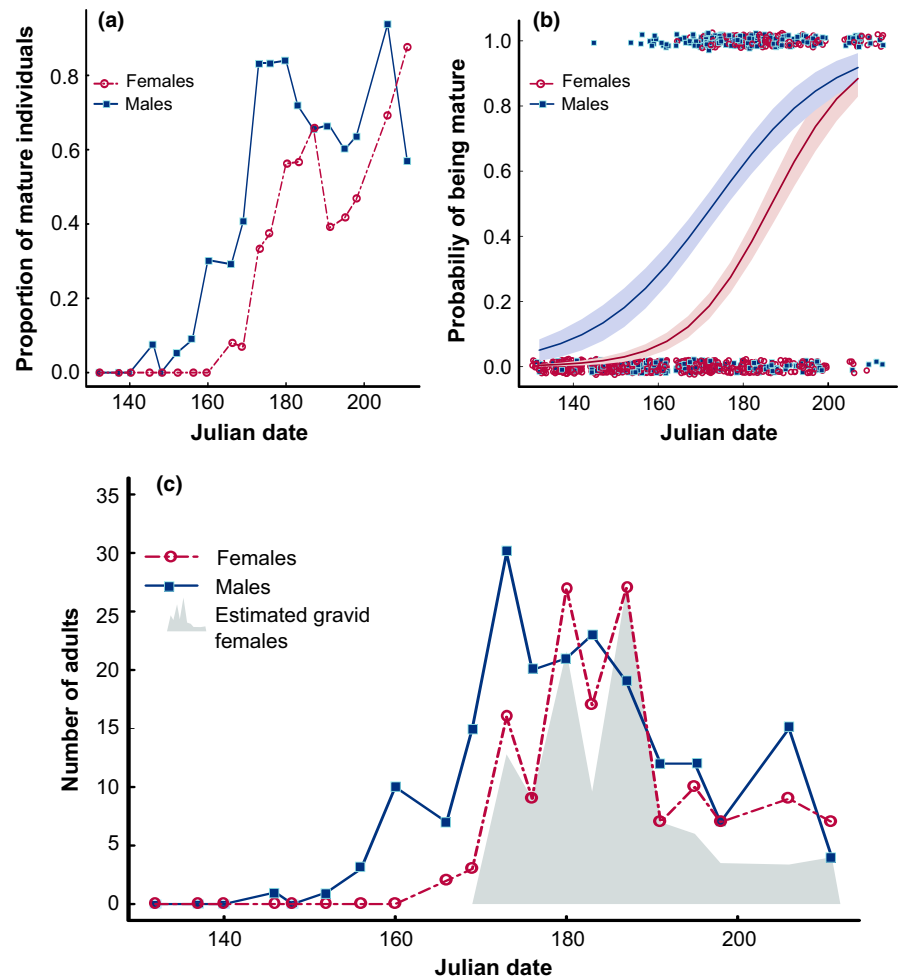 (a)
Females
Males
Proportion of mature individuals
0.8
0.6
0.4
0.2
0.0
140
160
180
200
Julian date
(b)
Females
Males
Probabiliy of being mature
1.0
0.8
0.6
0.4
0.2
0.0
140
160
180
200
Julian date
(c)
Females
Males
Estimated gravid
females
Number of adults
35
30
25
20
15
10
5
0
140
160
180
200
Julian date